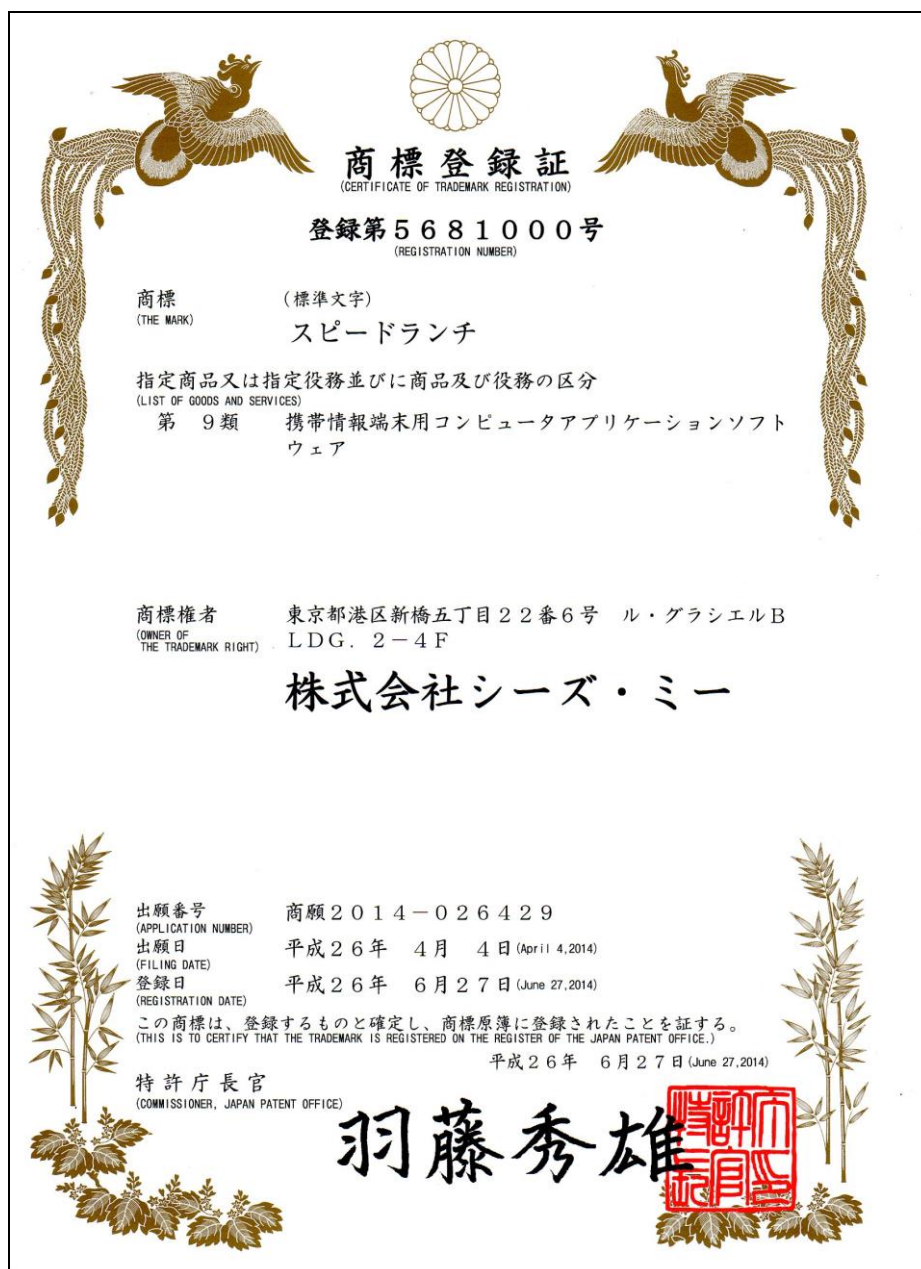 商標登録証
(CERTIFICATE OF TRADEMARK REGISTRATION)
登録第5681000号
(REGISTRATION NUMBER)
商標 (標準文字)
(THE MARK)
スピードランチ
指定商品又は指定役務並びに商品及び役務の区分
(LIST OF GOODS AND SERVICES)
第 9類 携帯情報端末用コンピュータアプリケーションソフト
ウェア
商標権者 東京都港区新橋五丁目22番6号 ル・グラシエルB
(OWNER OF
THE TRADEMARK RIGHT) LDG. 2-4F
株式会社シーズ・ミー
出願番号 商願2014-026429
(APPLICATION NUMBER)
出願日 平成26年 4月 4日(April 4,2014)
(FILING DATE)
登録日 平成26年 6月27日(June 27,2014)
(REGISTRATION DATE)
この商標は、登録するものと確定し、商標原簿に登録されたことを証する。
(THIS IS TO CERTIFY THAT THE TRADEMARK IS REGISTERED ON THE REGISTER OF THE JAPAN PATENT OFFICE.)
平成26年 6月27日(June 27,2014)
特許庁長官
(COMMISSIONER, JAPAN PATENT OFFICE)
羽藤秀雄